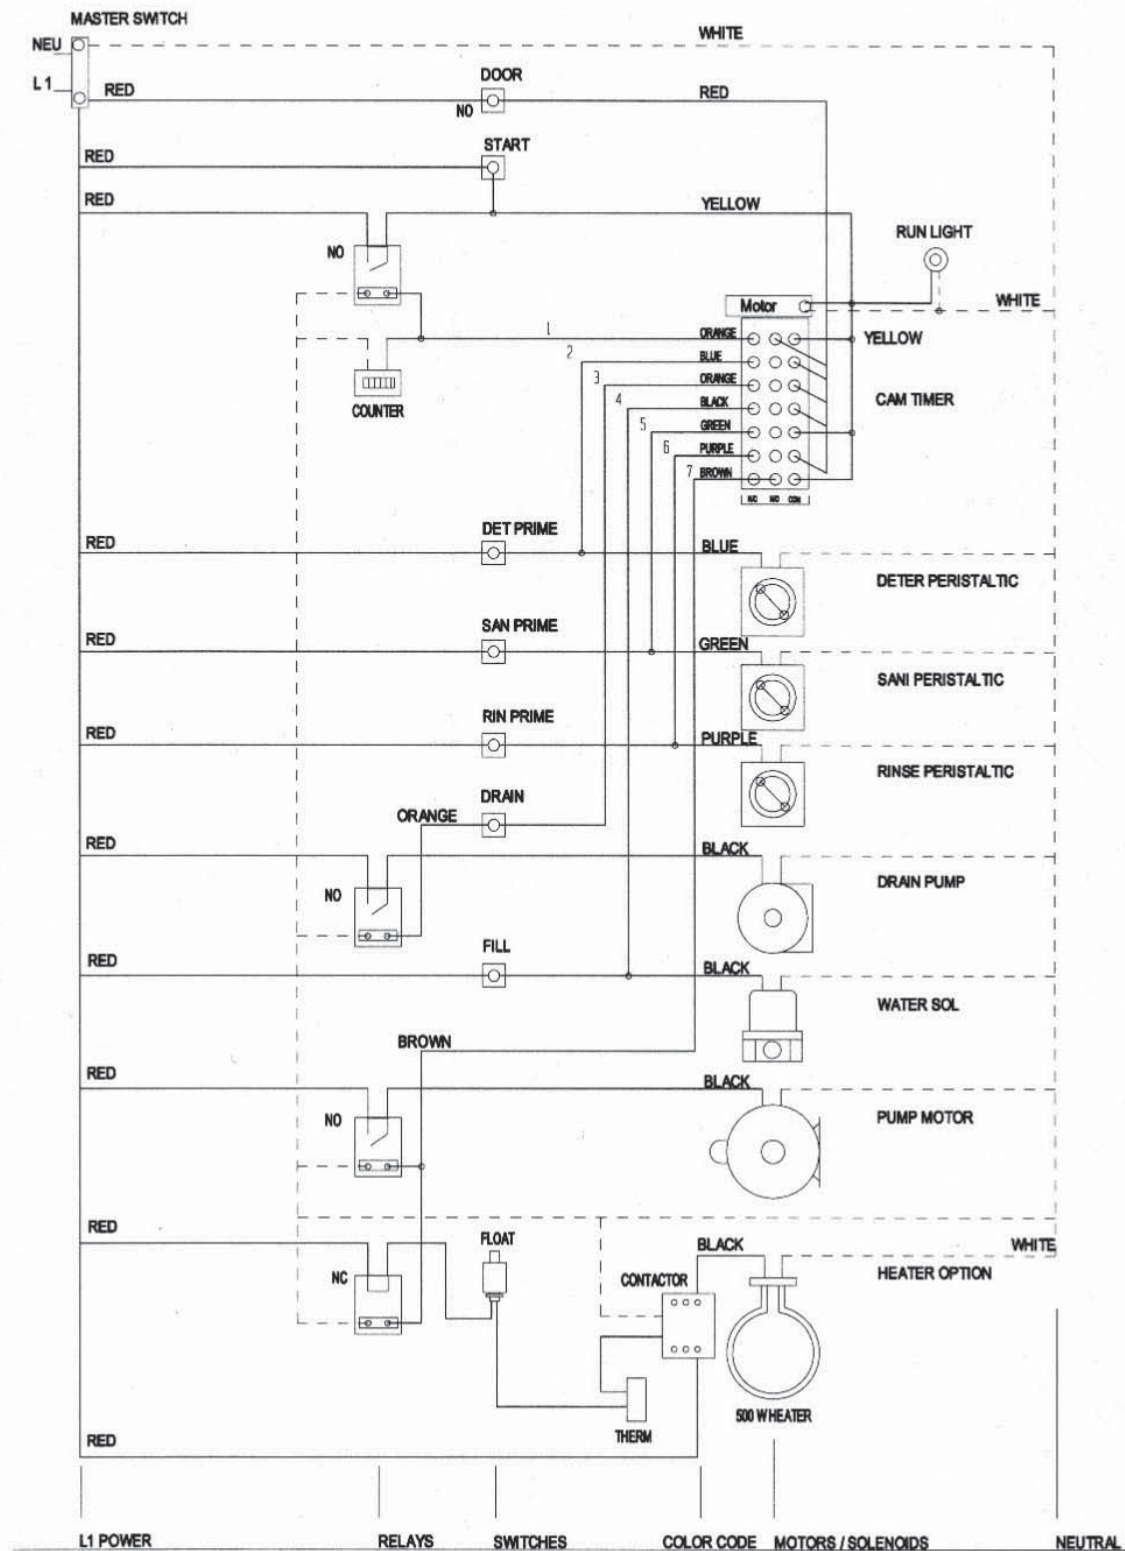 MASTER SWITCH
NEU
WHITE
L1
RED
DOOR
NO
RED
START
RED
RED
YELLOW
NO
RUN LIGHT
WHITE
Motor
1
ORANGE
YELLOW
2
BLUE
3
ORANGE
COUNTER
4
BLACK
CAM TIMER
5
GREEN
6
PURPLE
7
BROWN
N/C N/O COM
DET PRIME
RED
BLUE
DETER PERISTALTIC
SAN PRIME
RED
GREEN
SANI PERISTALTIC
RIN PRIME
RED
PURPLE
RINSE PERISTALTIC
DRAIN
ORANGE
RED
BLACK
DRAIN PUMP
NO
FILL
RED
BLACK
WATER SOL
BROWN
RED
BLACK
NO
PUMP MOTOR
RED
FLOAT
BLACK
WHITE
NC
CONTACTOR
HEATER OPTION
500 W HEATER
THERM
RED
L1 POWER
RELAYS
SWITCHES
COLOR CODE
MOTORS / SOLENOIDS
NEUTRAL